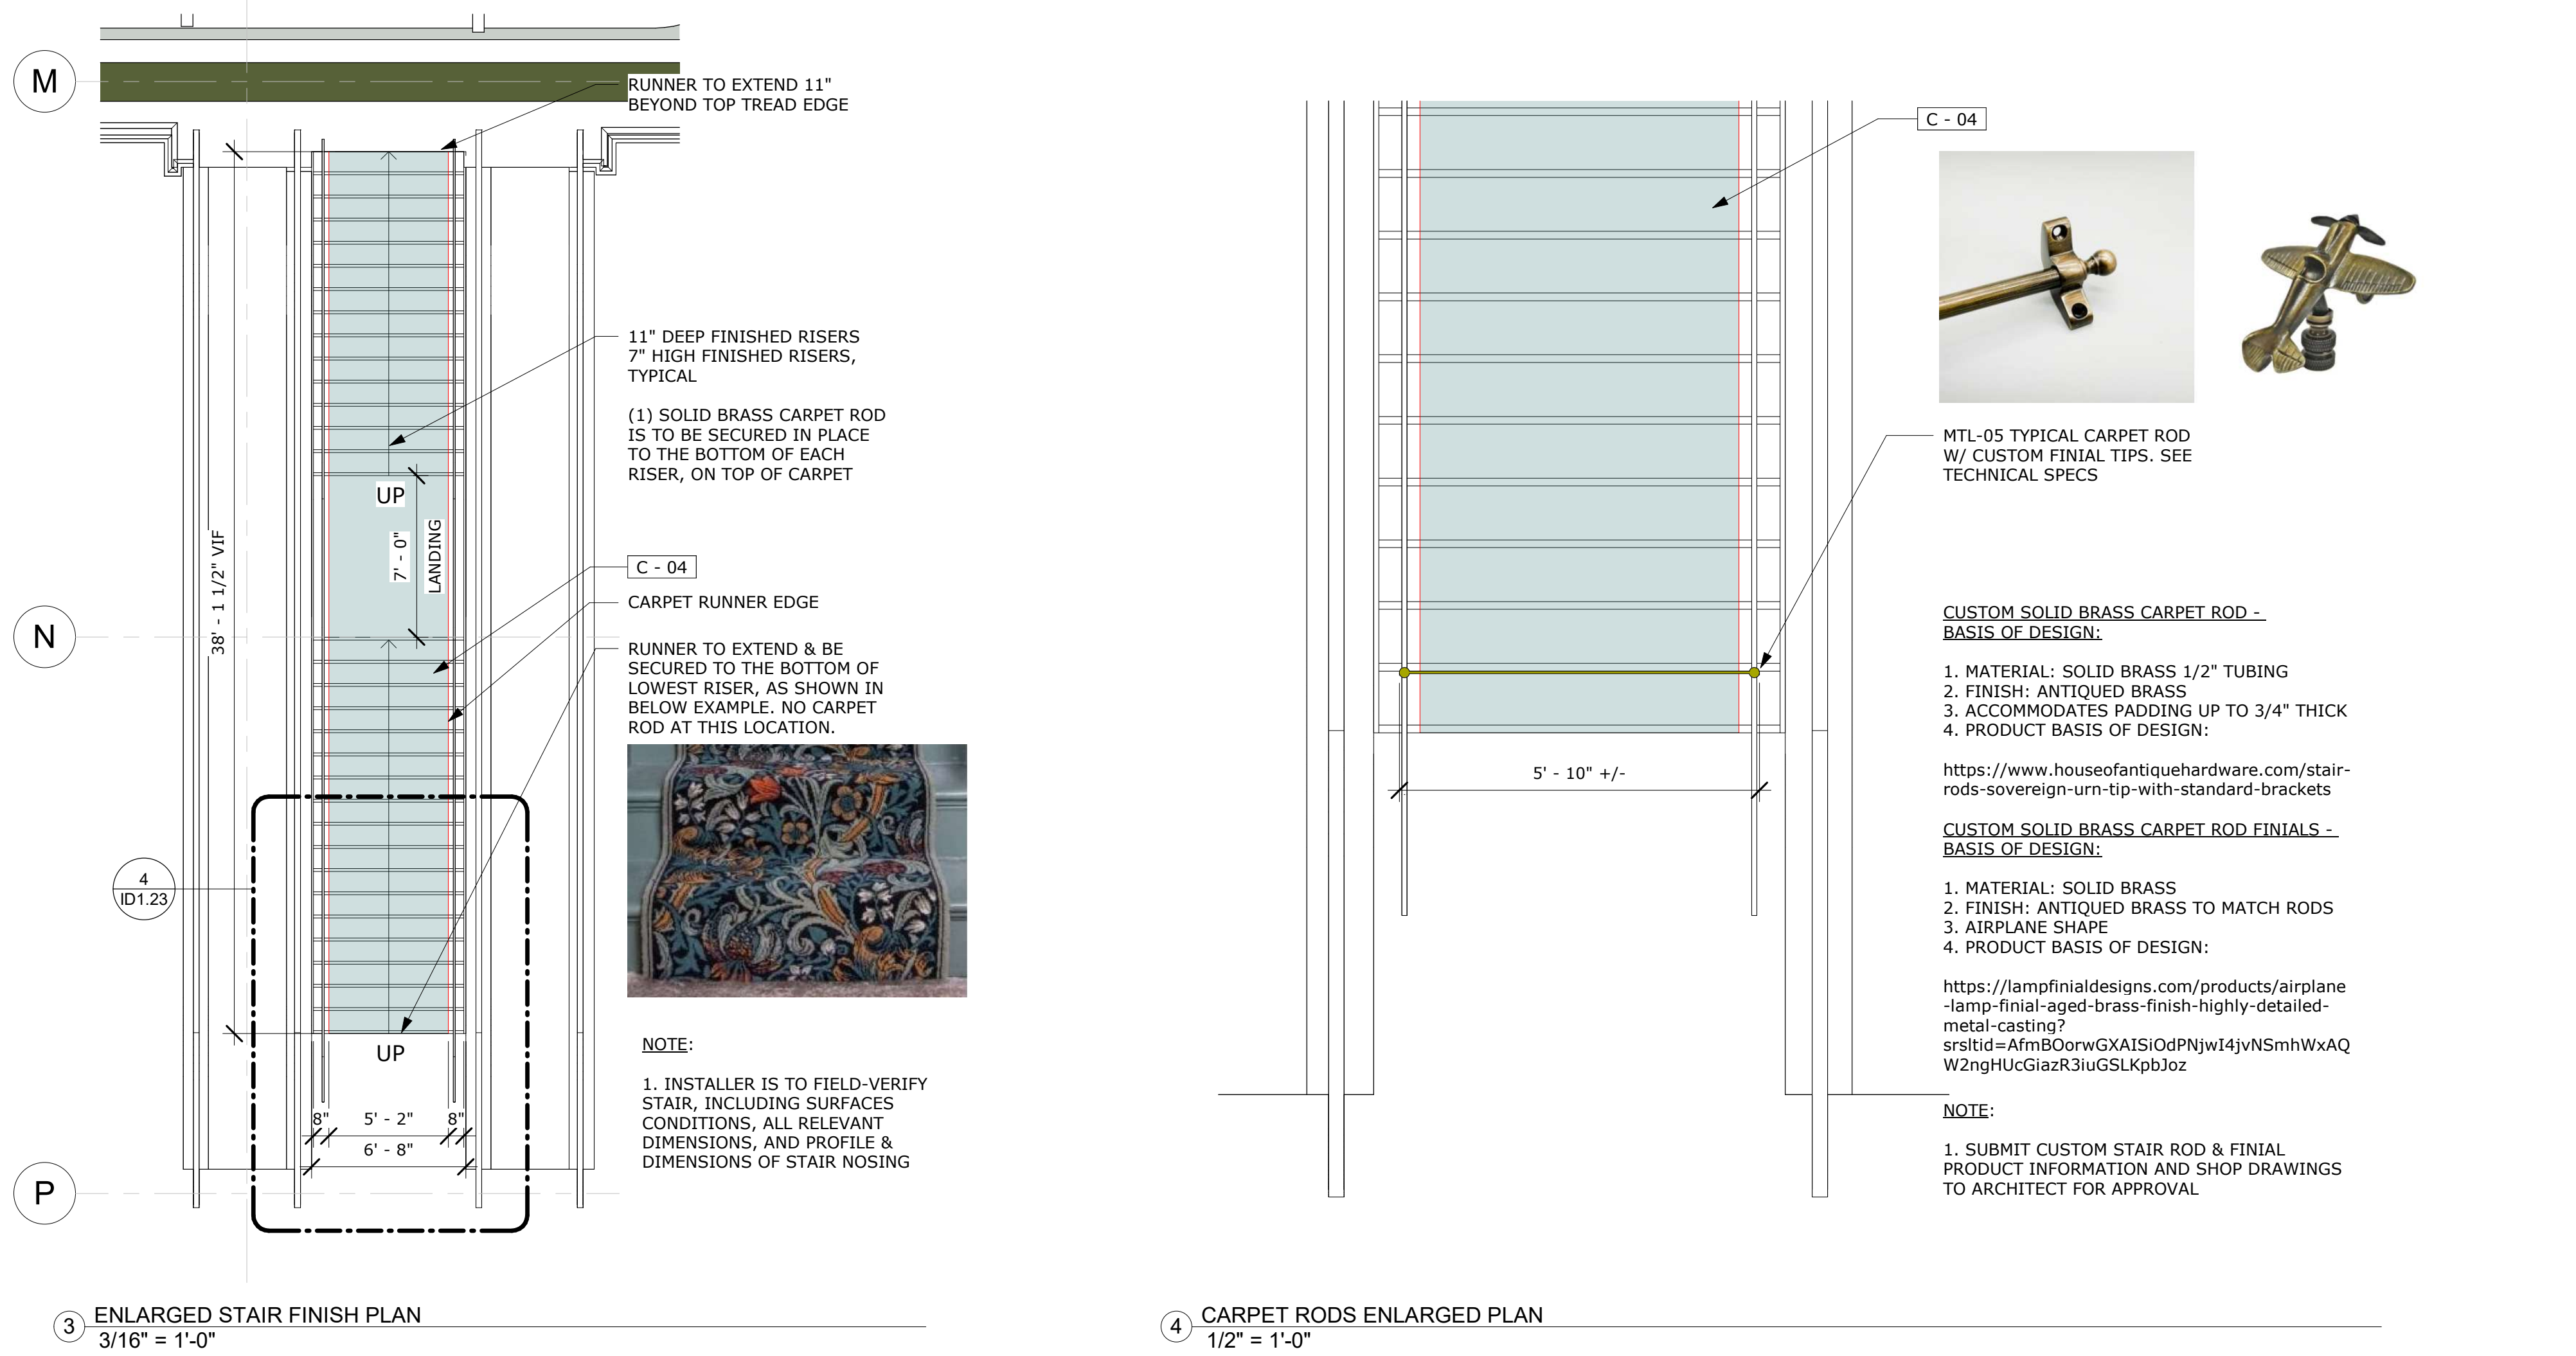 M
RUNNER TO EXTEND 11"
BEYOND TOP TREAD EDGE
11" DEEP FINISHED RISERS
7" HIGH FINISHED RISERS,
TYPICAL
(1) SOLID BRASS CARPET ROD
IS TO BE SECURED IN PLACE
TO THE BOTTOM OF EACH
RISER, ON TOP OF CARPET
UP
7' - 0"
LANDING
38' - 1 1/2" VIF
C - 04
CARPET RUNNER EDGE
N
RUNNER TO EXTEND & BE
SECURED TO THE BOTTOM OF
LOWEST RISER, AS SHOWN IN
BELOW EXAMPLE. NO CARPET
ROD AT THIS LOCATION.
4
ID1.23
UP
8"
5' - 2"
8"
6' - 8"
P
NOTE:
1. INSTALLER IS TO FIELD-VERIFY
STAIR, INCLUDING SURFACES
CONDITIONS, ALL RELEVANT
DIMENSIONS, AND PROFILE &
DIMENSIONS OF STAIR NOSING
3
ENLARGED STAIR FINISH PLAN
3/16" = 1'-0"
C - 04
MTL-05 TYPICAL CARPET ROD
W/ CUSTOM FINIAL TIPS. SEE
TECHNICAL SPECS
5' - 10" +/-
CUSTOM SOLID BRASS CARPET ROD -
BASIS OF DESIGN:
1. MATERIAL: SOLID BRASS 1/2" TUBING
2. FINISH: ANTIQUED BRASS
3. ACCOMMODATES PADDING UP TO 3/4" THICK
4. PRODUCT BASIS OF DESIGN:
https://www.houseofantiquehardware.com/stair-
rods-sovereign-urn-tip-with-standard-brackets
CUSTOM SOLID BRASS CARPET ROD FINIALS -
BASIS OF DESIGN:
1. MATERIAL: SOLID BRASS
2. FINISH: ANTIQUED BRASS TO MATCH RODS
3. AIRPLANE SHAPE
4. PRODUCT BASIS OF DESIGN:
https://lampfinialdesigns.com/products/airplane
-lamp-finial-aged-brass-finish-highly-detailed-
metal-casting?
srsltid=AfmBOorwGXAISiOdPNjwI4jvNSmhWxAQ
W2ngHUcGiazR3iuGSLKpbJoz
NOTE:
1. SUBMIT CUSTOM STAIR ROD & FINIAL
PRODUCT INFORMATION AND SHOP DRAWINGS
TO ARCHITECT FOR APPROVAL
4
CARPET RODS ENLARGED PLAN
1/2" = 1'-0"